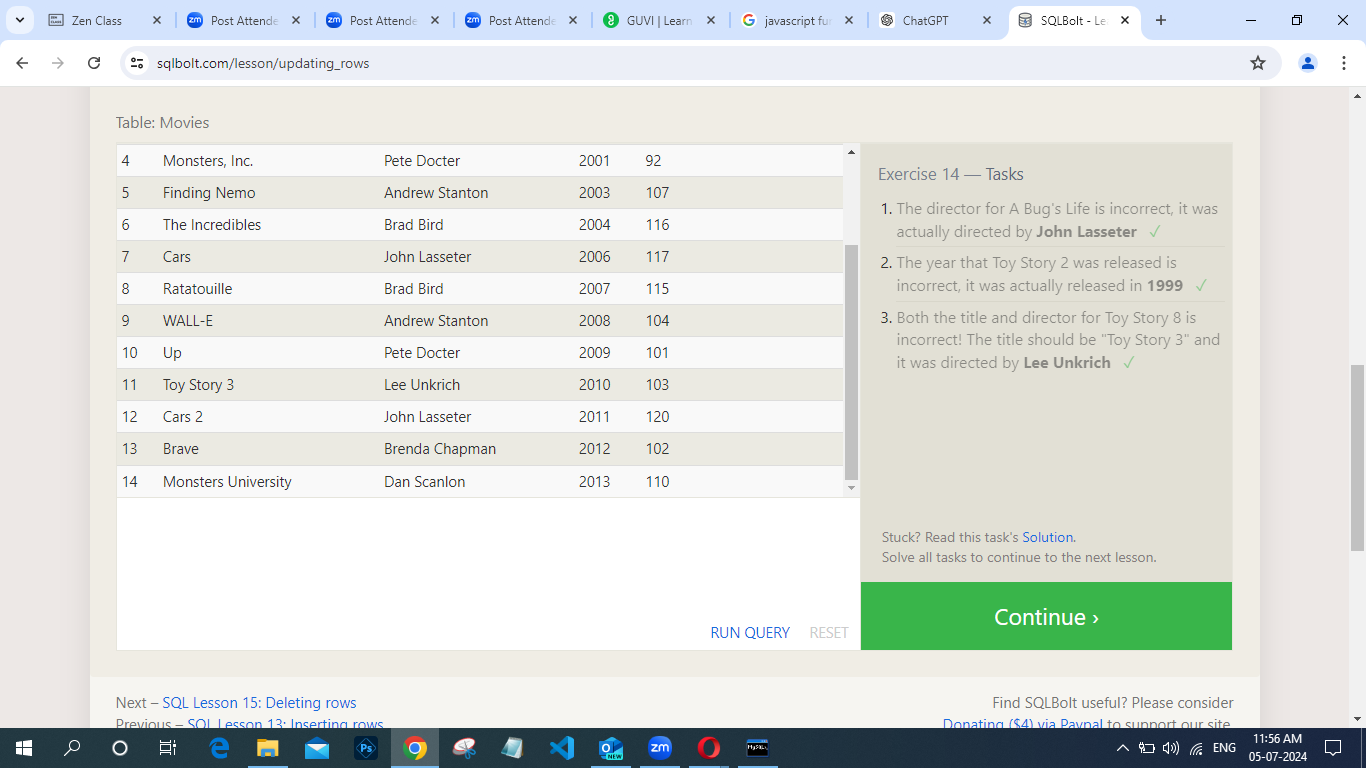 Zen Class
Post Attende
Post Attende
Post Attende
GUVI | Learn
javascript fun
ChatGPT
SQLBolt - Le
sqlbolt.com/lesson/updating_rows
Table: Movies
4 Monsters, Inc. Pete Docter 2001 92
5 Finding Nemo Andrew Stanton 2003 107
6 The Incredibles Brad Bird 2004 116
7 Cars John Lasseter 2006 117
8 Ratatouille Brad Bird 2007 115
9 WALL-E Andrew Stanton 2008 104
10 Up Pete Docter 2009 101
11 Toy Story 3 Lee Unkrich 2010 103
12 Cars 2 John Lasseter 2011 120
13 Brave Brenda Chapman 2012 102
14 Monsters University Dan Scanlon 2013 110
RUN QUERY RESET
Exercise 14 — Tasks
1. The director for A Bug's Life is incorrect, it was
actually directed by John Lasseter ✓
2. The year that Toy Story 2 was released is
incorrect, it was actually released in 1999 ✓
3. Both the title and director for Toy Story 8 is
incorrect! The title should be "Toy Story 3" and
it was directed by Lee Unkrich ✓
Stuck? Read this task's Solution.
Solve all tasks to continue to the next lesson.
Continue ›
Next – SQL Lesson 15: Deleting rows
Previous – SQL Lesson 13: Inserting rows
Find SQLBolt useful? Please consider
Donating ($4) via Paypal to support our site.
ENG
11:56 AM
05-07-2024